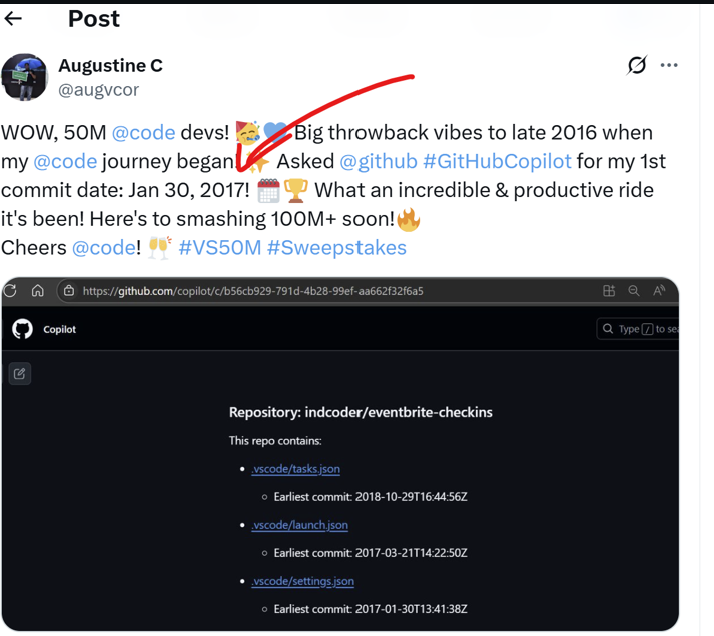 Post
Augustine C
@augvcor
WOW, 50M @code devs! 🥳💙 Big throwback vibes to late 2016 when
my @code journey began! ✨ Asked @github #GitHubCopilot for my 1st
commit date: Jan 30, 2017! 🗓️🏆 What an incredible & productive ride
it's been! Here's to smashing 100M+ soon!🔥
Cheers @code! 🥂 #VS50M #Sweepstakes
https://github.com/copilot/c/b56cb929-791d-4b28-99ef-aa662f32f6a5
Copilot
Type / to sea
Repository: indcoder/eventbrite-checkins
This repo contains:
• .vscode/tasks.json
○ Earliest commit: 2018-10-29T16:44:56Z
• .vscode/launch.json
○ Earliest commit: 2017-03-21T14:22:50Z
• .vscode/settings.json
○ Earliest commit: 2017-01-30T13:41:38Z